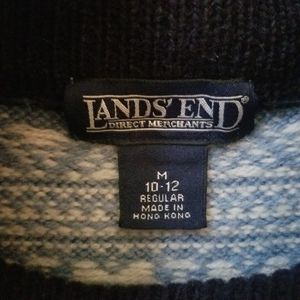 LANDS' END®
DIRECT MERCHANTS
M
10-12
REGULAR
MADE IN
HONG KONG